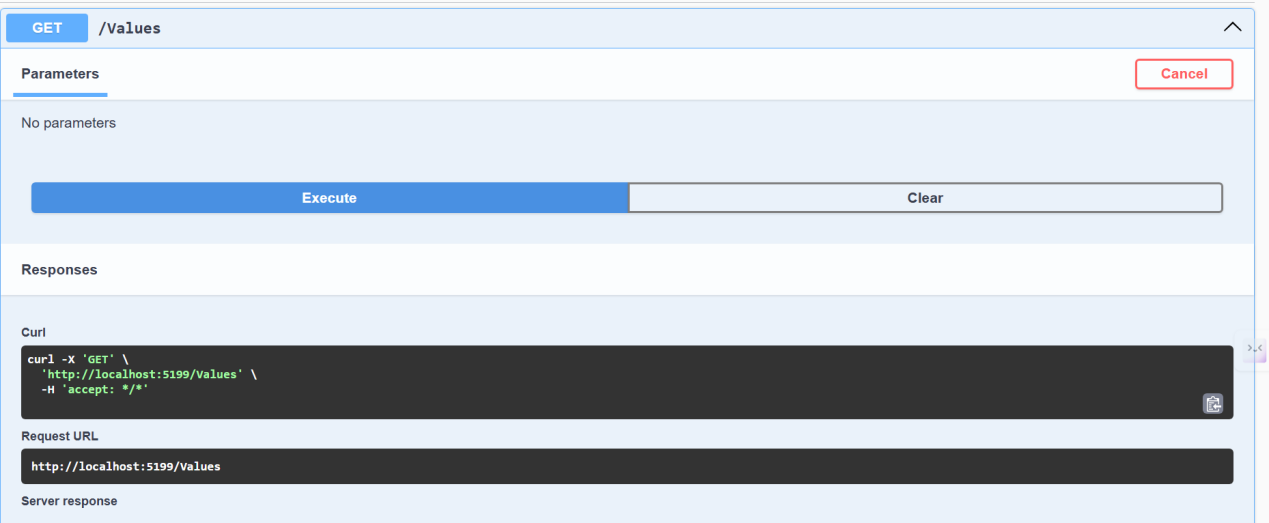 GET /Values
Parameters
Cancel
No parameters
Execute
Clear
Responses
Curl
curl -X 'GET' \
  'http://localhost:5199/Values' \
  -H 'accept: */*'
Request URL
http://localhost:5199/Values
Server response